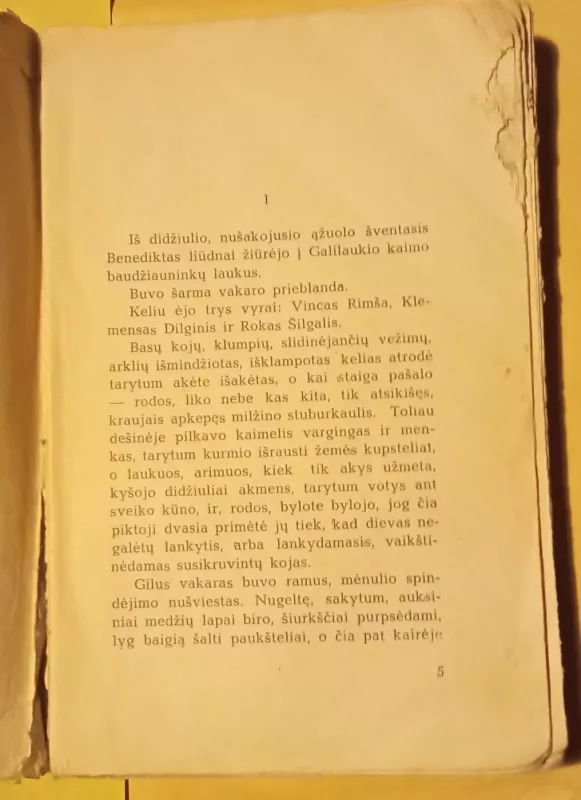 I
Iš didžiulio, nušakojusio ąžuolo šventasis
Benediktas liūdnai žiūrėjo į Galilaukio kaimo
baudžiauninkų laukus.
Buvo šarma vakaro prieblanda.
Keliu ėjo trys vyrai: Vincas Rimša, Kle-
mensas Dilginis ir Rokas Šilgalis.
Basų kojų, klumpių, slidinėjančių vežimų,
arklių išmindžiotas, išklampotas kelias atrodė
tarytum akėte išakėtas, o kai staiga pašalo
— rodos, liko nebe kas kita, tik atsikišęs,
kraujais apkepęs milžino stuburkaulis. Toliau
dešinėje pilkavo kaimelis vargingas ir men-
kas, tarytum kurmio išrausti žemės kupsteliai,
o laukuos, arimuos, kiek tik akys užmeta,
kyšojo didžiuliai akmens, tarytum votys ant
sveiko kūno, ir, rodos, bylote bylojo, jog čia
piktoji dvasia primėtė jų tiek, kad dievas ne-
galėtų lankytis, arba lankydamasis, vaikšti-
nėdamas susikruvintų kojas.
Gilus vakaras buvo ramus, mėnulio spin-
dėjimo nušviestas. Nugeltę, sakytum, auksi-
niai medžių lapai biro, šiurkščiai purpsėdami,
lyg baigią šalti paukšteliai, o čia pat kairėje
5